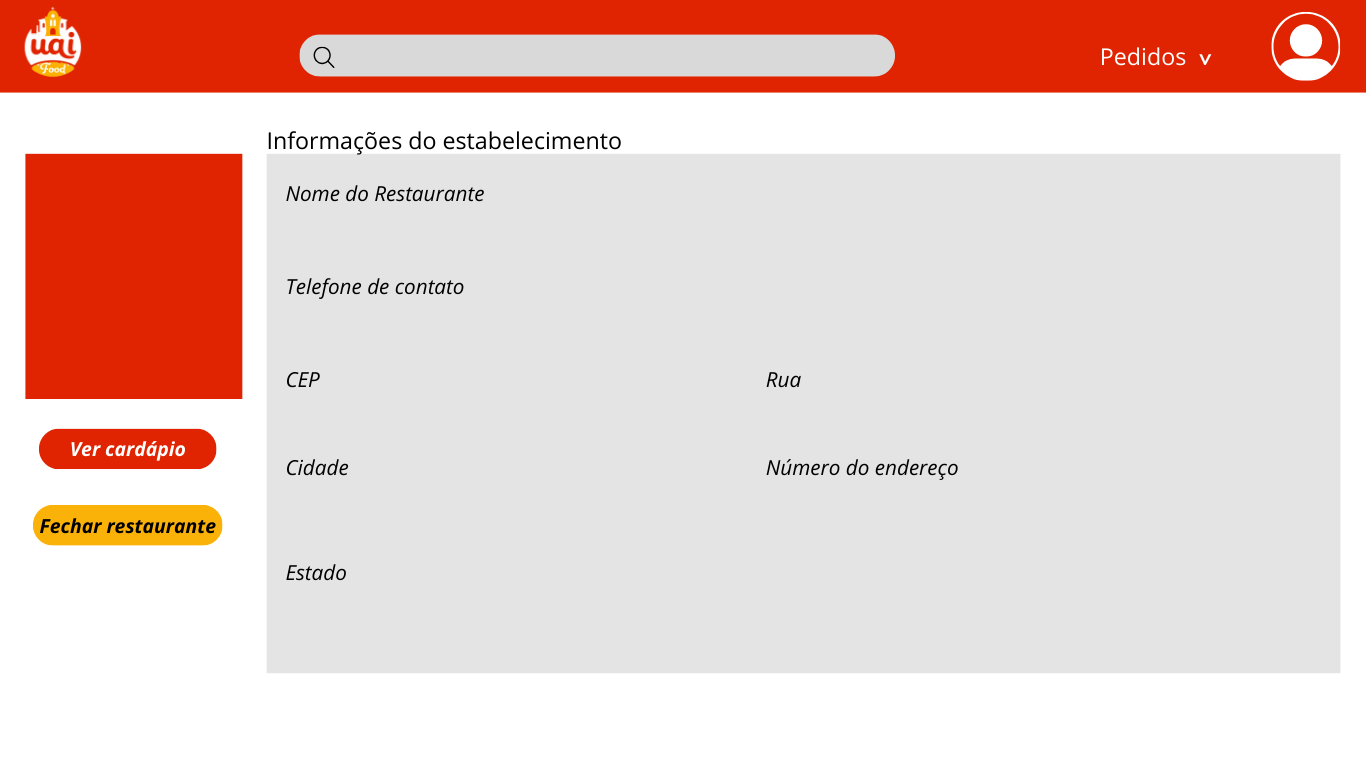 uai
Food
Pedidos v
Informações do estabelecimento
Nome do Restaurante
Telefone de contato
CEP
Rua
Ver cardápio
Cidade
Número do endereço
Fechar restaurante
Estado